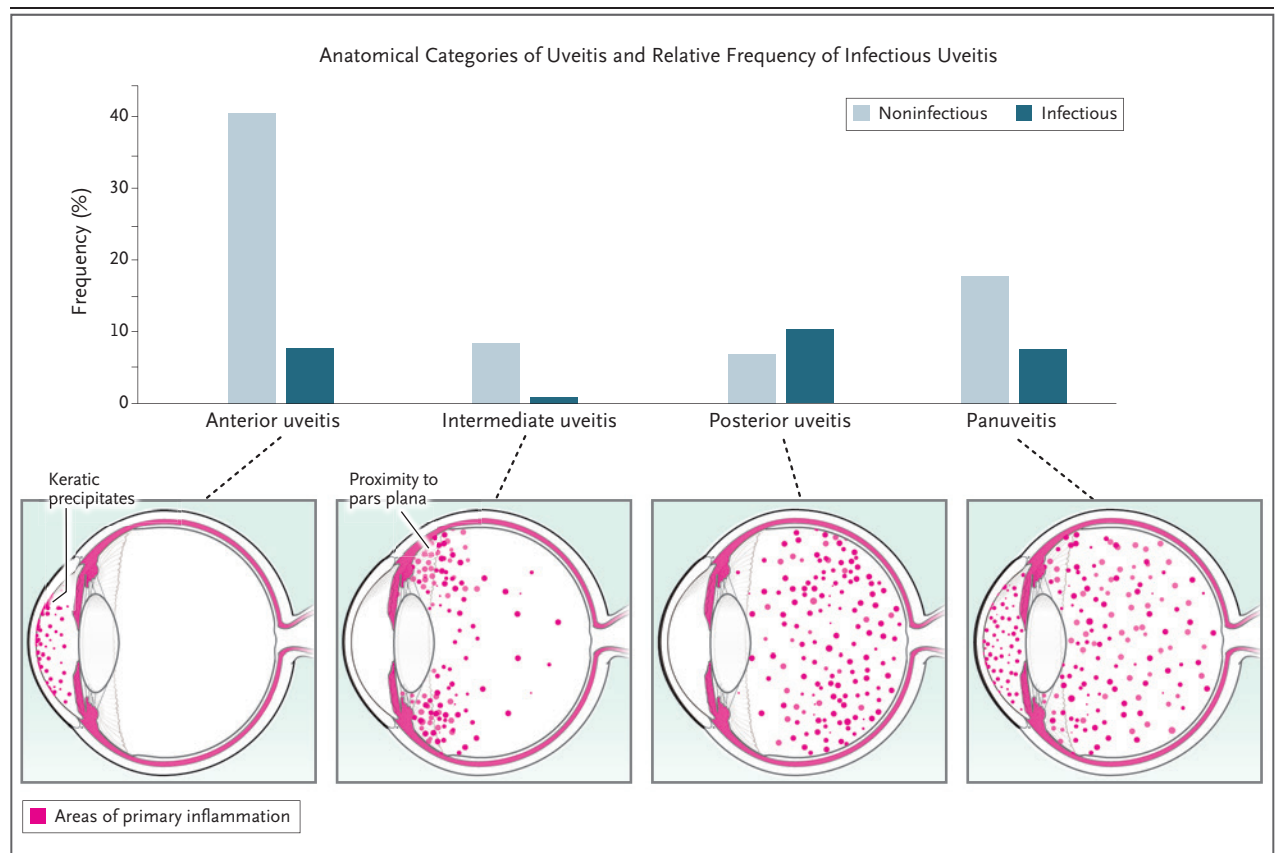 Anatomical Categories of Uveitis and Relative Frequency of Infectious Uveitis
Noninfectious
Infectious
Frequency (%)
40
30
20
10
0
Anterior uveitis
Intermediate uveitis
Posterior uveitis
Panuveitis
Keratic
precipitates
Proximity to
pars plana
Areas of primary inflammation